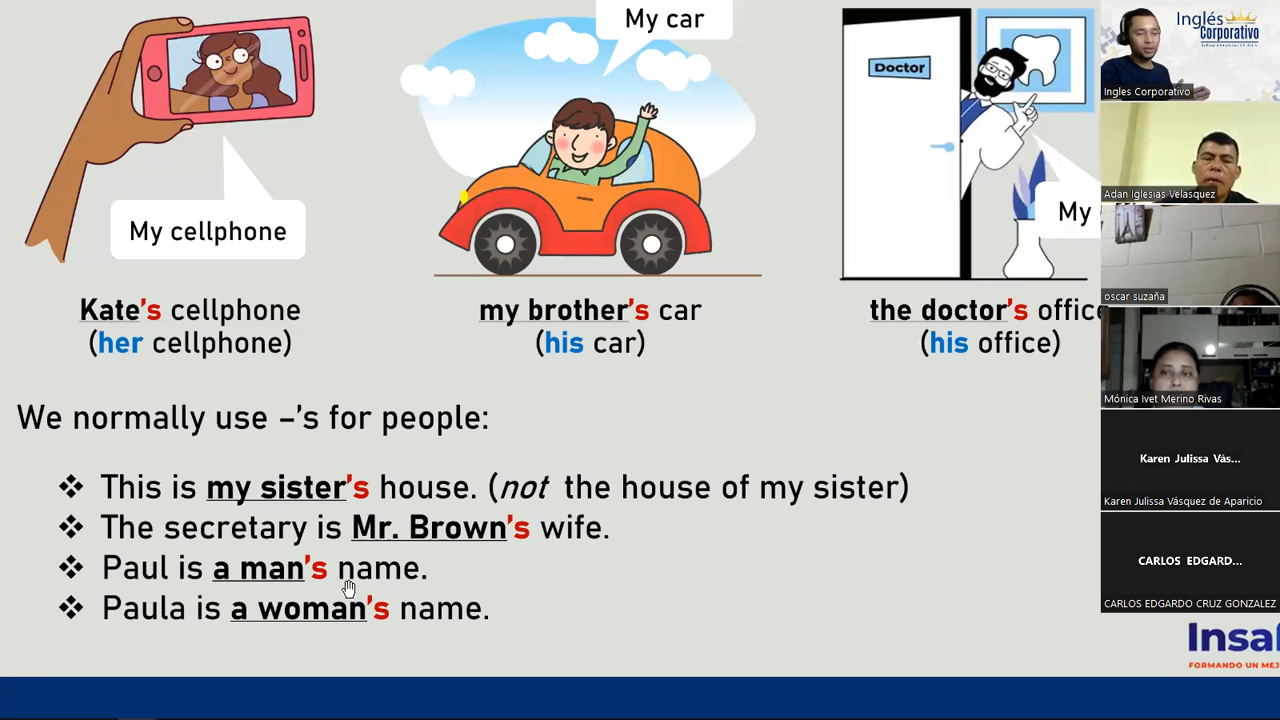 My cellphone
My car
Doctor
My
Kate's cellphone
(her cellphone)
my brother's car
(his car)
the doctor's office
(his office)
We normally use –'s for people:
❖ This is my sister's house. (not the house of my sister)
❖ The secretary is Mr. Brown's wife.
❖ Paul is a man's name.
❖ Paula is a woman's name.
Inglés
Corporativo
Ingles Corporativo
Adan Iglesias Velasquez
oscar suzaña
Mónica Ivet Merino Rivas
Karen Julissa Vás...
Karen Julissa Vásquez de Aparicio
CARLOS EDGARD...
CARLOS EDGARDO CRUZ GONZALEZ
Insaf
FORMANDO UN MEJ